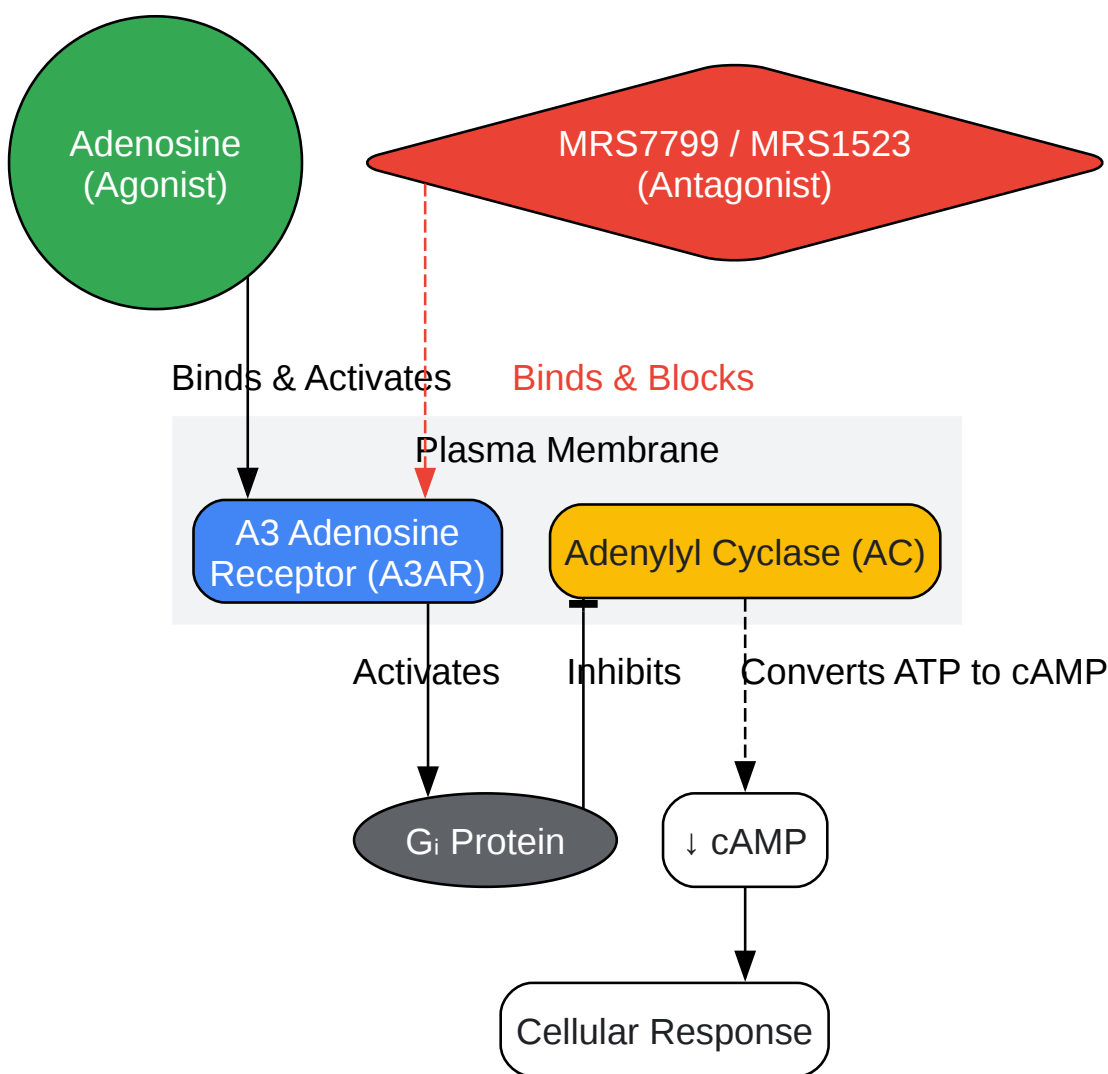 Adenosine
(Agonist)
MRS7799 / MRS1523
(Antagonist)
Binds & Activates
Binds & Blocks
Plasma Membrane
A3 Adenosine
Receptor (A3AR)
Adenylyl Cyclase (AC)
Activates
Inhibits
Converts ATP to cAMP
Gᵢ Protein
↓ cAMP
Cellular Response